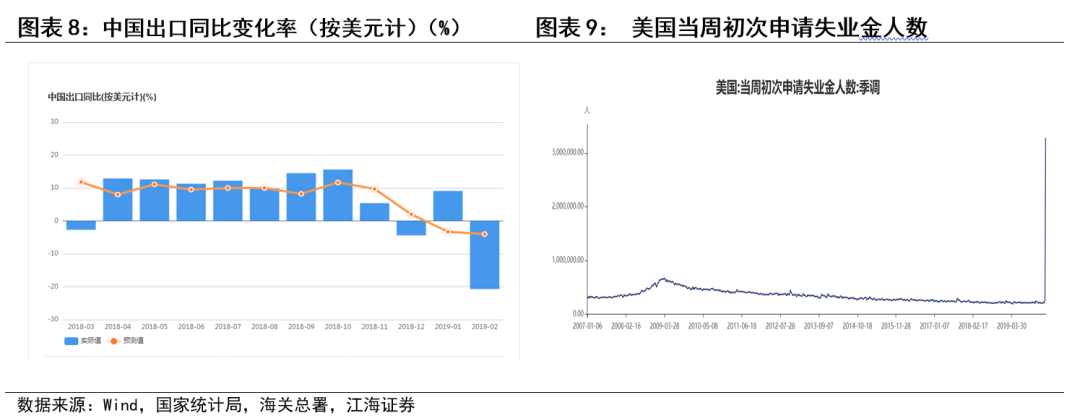 图表 8：中国出口同比变化率（按美元计）（%）
图表 9： 美国当周初次申请失业金人数
中国出口同比(按美元计)(%)
30
20
10
0
-10
-20
-30
2018-03 2018-04 2018-05 2018-06 2018-07 2018-08 2018-09 2018-10 2018-11 2018-12 2019-01 2019-02
实际值 预测值
美国:当周初次申请失业金人数:季调
人
3,000,000.00
2,000,000.00
1,000,000.00
0.00
2007-01-06 2008-02-16 2009-03-28 2010-05-08 2011-06-18 2012-07-28 2013-09-07 2014-10-18 2015-11-28 2017-01-07 2018-02-17 2019-03-30
数据来源：Wind，国家统计局，海关总署，江海证券